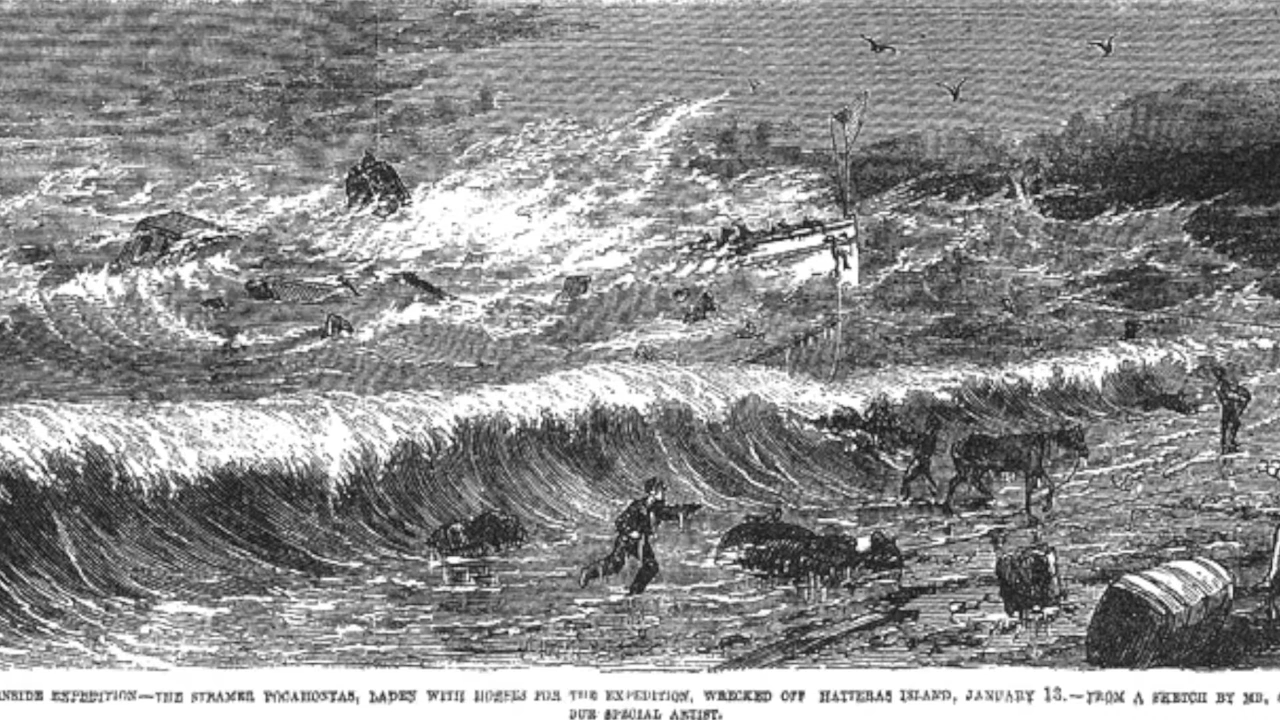 RNSIDE EXPEDITION—THE STEAMER POCAHONTAS, LADEN WITH HORSES FOR THE EXPEDITION, WRECKED OFF HATTERAS ISLAND, JANUARY 13.—FROM A SKETCH BY MR.
OUR SPECIAL ARTIST.